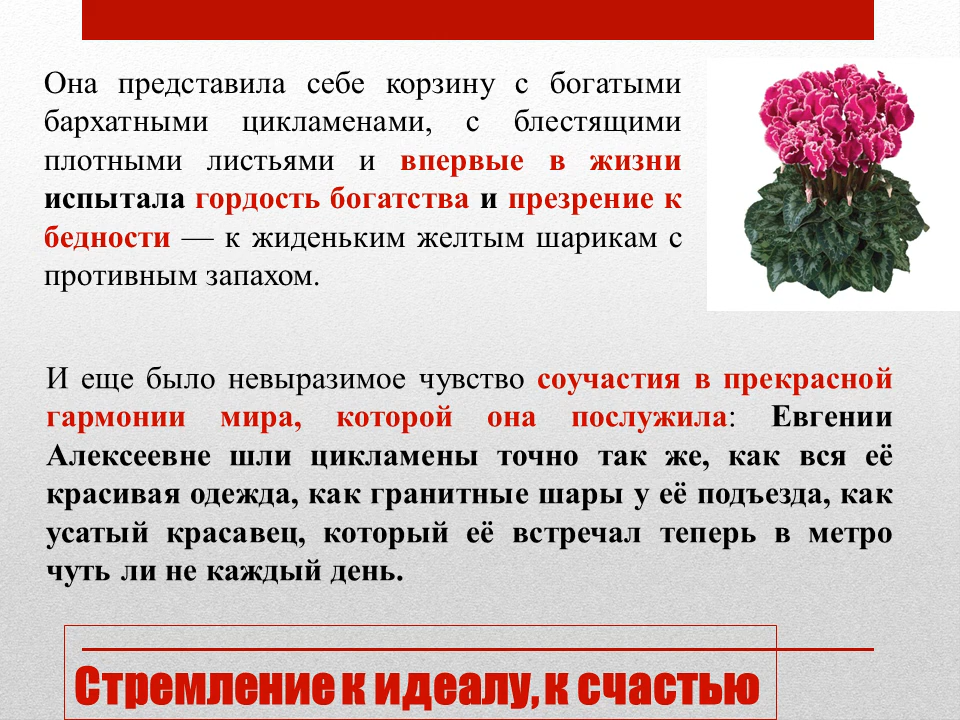 Она представила себе корзину с богатыми
бархатными цикламенами, с блестящими
плотными листьями и впервые в жизни
испытала гордость богатства и презрение к
бедности — к жиденьким желтым шарикам с
противным запахом.
И еще было невыразимое чувство соучастия в прекрасной
гармонии мира, которой она послужила: Евгении
Алексеевне шли цикламены точно так же, как вся её
красивая одежда, как гранитные шары у её подъезда, как
усатый красавец, который её встречал теперь в метро
чуть ли не каждый день.
Стремление к идеалу, к счастью